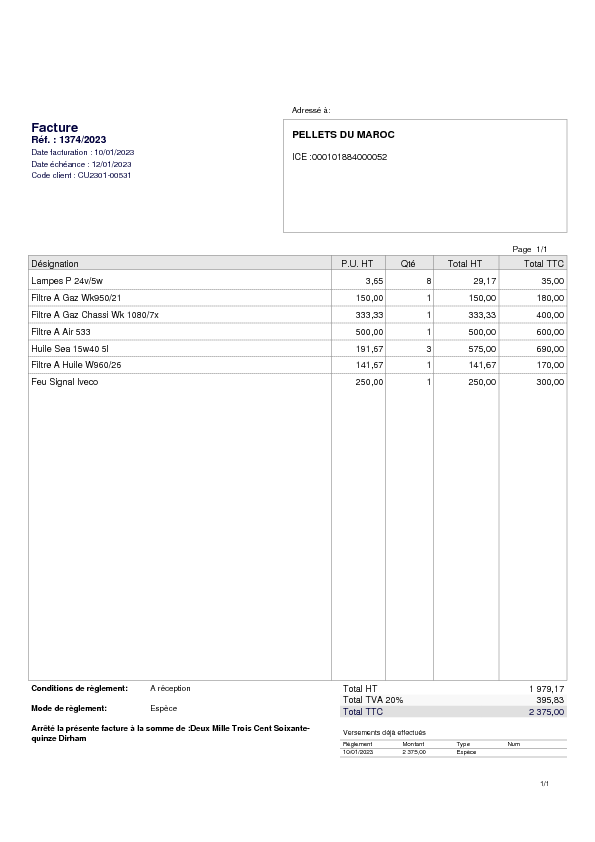 Adressé à:
Facture
Réf. : 1374/2023
Date facturation : 10/01/2023
Date échéance : 12/01/2023
Code client : CU2301-00531
PELLETS DU MAROC
ICE :000101884000052
Page 1/1
Désignation P.U. HT Qté Total HT Total TTC
Lampes P 24v/5w 3,65 8 29,17 35,00
Filtre A Gaz Wk950/21 150,00 1 150,00 180,00
Filtre A Gaz Chassi Wk 1080/7x 333,33 1 333,33 400,00
Filtre A Air 533 500,00 1 500,00 600,00
Huile Sea 15w40 5l 191,67 3 575,00 690,00
Filtre A Huile W960/26 141,67 1 141,67 170,00
Feu Signal Iveco 250,00 1 250,00 300,00
Conditions de règlement: A réception
Mode de règlement: Espèce
Arrêté la présente facture à la somme de :Deux Mille Trois Cent Soixante-
quinze Dirham
Total HT 1 979,17
Total TVA 20% 395,83
Total TTC 2 375,00
Versements déjà effectués
Règlement Montant Type Num
10/01/2023 2 375,00 Espèce
1/1